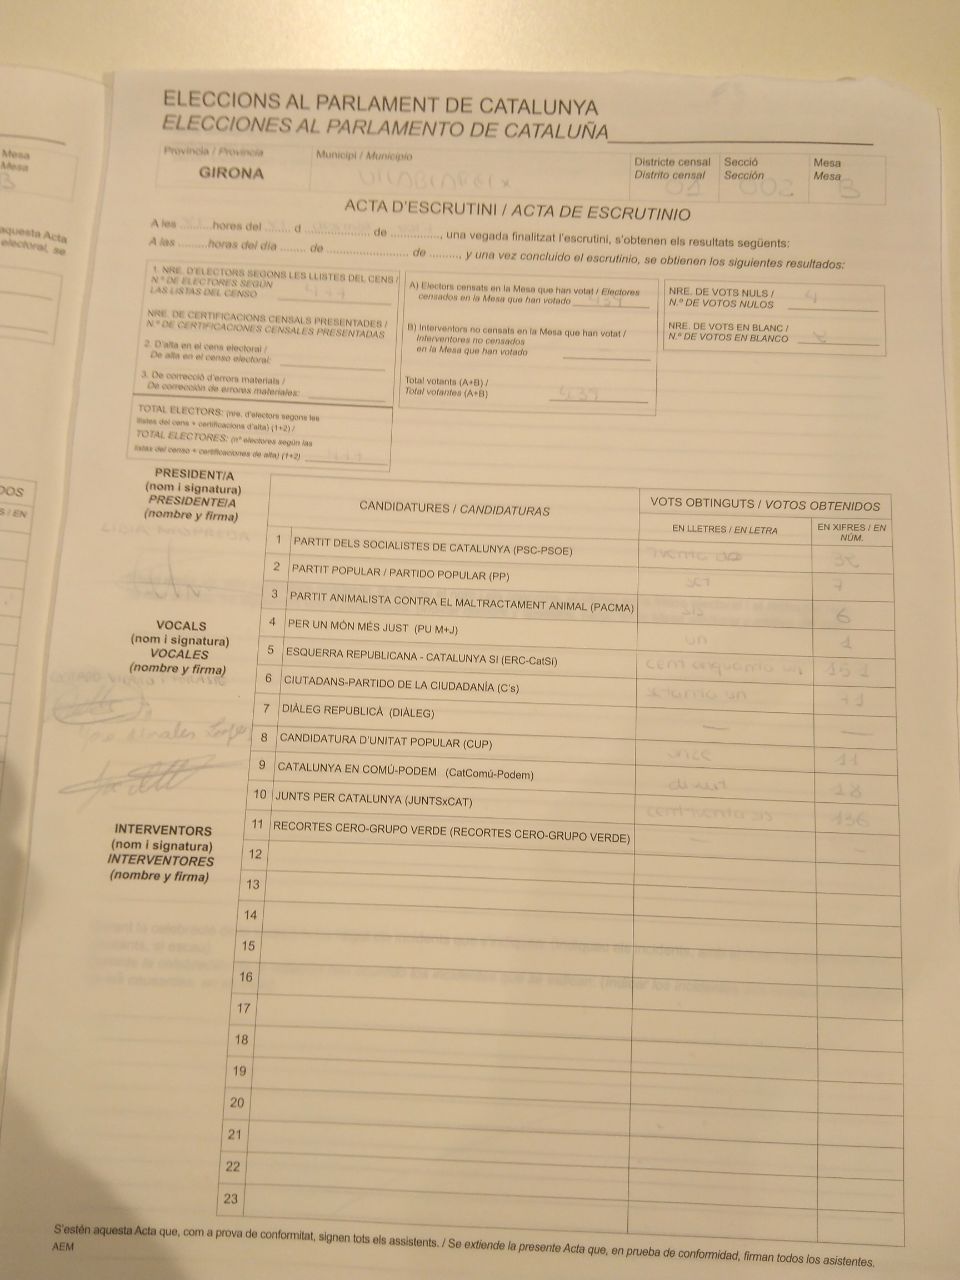 ELECCIONS AL PARLAMENT DE CATALUNYA
ELECCIONES AL PARLAMENTO DE CATALUÑA
Mesa
Mesa
B
aquesta Acta
electoral, se
Província / Provincia
GIRONA
Municipi / Municipio
Districte censal
Distrito censal
01
Secció
Sección
002
Mesa
Mesa
B
ACTA D'ESCRUTINI / ACTA DE ESCRUTINIO
A les ........hores del ........ d ...................... de .............., una vegada finalitzat l'escrutini, s'obtenen els resultats següents:
A las .........horas del día ........ de .............................. de ........., y una vez concluido el escrutinio, se obtienen los siguientes resultados:
1. NRE. D'ELECTORS SEGONS LES LLISTES DEL CENS /
N.º DE ELECTORES SEGÚN
LAS LISTAS DEL CENSO
NRE. DE CERTIFICACIONS CENSALS PRESENTADES /
N.º DE CERTIFICACIONES CENSALES PRESENTADAS
2. D'alta en el cens electoral /
De alta en el censo electoral:
3. De correcció d'errors materials /
De corrección de errores materiales:
TOTAL ELECTORS: (nre. d'electors segons les
llistes del cens + certificacions d'alta) (1+2) /
TOTAL ELECTORES: (nº electores según las
listas del censo + certificaciones de alta) (1+2)
A) Electors censats en la Mesa que han votat / Electores
censados en la Mesa que han votado 439
B) Interventors no censats en la Mesa que han votat /
Interventores no censados
en la Mesa que han votado
Total votants (A+B) /
Total votantes (A+B) 439
NRE. DE VOTS NULS /
N.º DE VOTOS NULOS 4
NRE. DE VOTS EN BLANC /
N.º DE VOTOS EN BLANCO
PRESIDENT/A
(nom i signatura)
PRESIDENTE/A
(nombre y firma)
VOCALS
(nom i signatura)
VOCALES
(nombre y firma)
INTERVENTORS
(nom i signatura)
INTERVENTORES
(nombre y firma)
CANDIDATURES / CANDIDATURAS
VOTS OBTINGUTS / VOTOS OBTENIDOS
EN LLETRES / EN LETRA
EN XIFRES / EN NÚM.
1 PARTIT DELS SOCIALISTES DE CATALUNYA (PSC-PSOE) 32
2 PARTIT POPULAR / PARTIDO POPULAR (PP) set 7
3 PARTIT ANIMALISTA CONTRA EL MALTRACTAMENT ANIMAL (PACMA) sis 6
4 PER UN MÓN MÉS JUST (PU M+J) un 1
5 ESQUERRA REPUBLICANA - CATALUNYA SI (ERC-CatSí) cent cinquanta un 151
6 CIUTADANS-PARTIDO DE LA CIUDADANÍA (C's) setanta un 71
7 DIÀLEG REPUBLICÀ (DIÀLEG) — —
8 CANDIDATURA D'UNITAT POPULAR (CUP) onze 11
9 CATALUNYA EN COMÚ-PODEM (CatComú-Podem) divuit 18
10 JUNTS PER CATALUNYA (JUNTSxCAT) cent trenta sis 136
11 RECORTES CERO-GRUPO VERDE (RECORTES CERO-GRUPO VERDE) — —
12
13
14
15
16
17
18
19
20
21
22
23
S'estén aquesta Acta que, com a prova de conformitat, signen tots els assistents. / Se extiende la presente Acta que, en prueba de conformidad, firman todos los asistentes.
AEM